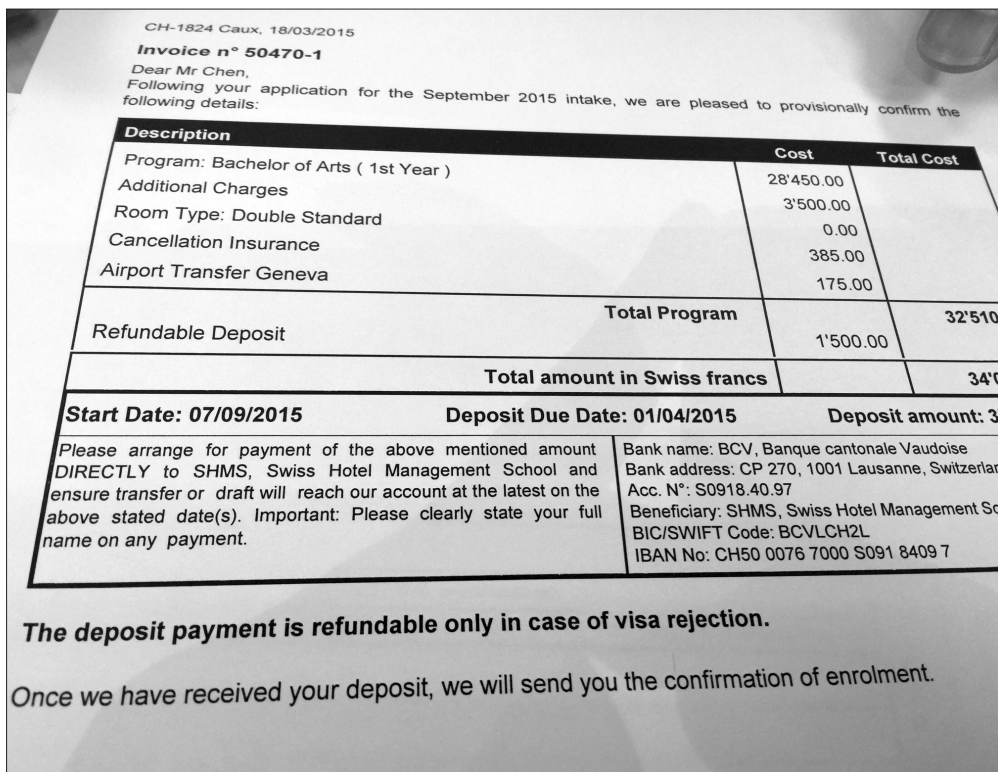 CH-1824 Caux, 18/03/2015
Invoice n° 50470-1
Dear Mr Chen,
Following your application for the September 2015 intake, we are pleased to provisionally confirm the
following details:
Description Cost Total Cost
Program: Bachelor of Arts ( 1st Year ) 28'450.00
Additional Charges 3'500.00
Room Type: Double Standard 0.00
Cancellation Insurance 385.00
Airport Transfer Geneva 175.00
Total Program 32'510
Refundable Deposit 1'500.00
Total amount in Swiss francs 34'
Start Date: 07/09/2015 Deposit Due Date: 01/04/2015 Deposit amount: 3
Please arrange for payment of the above mentioned amount
DIRECTLY to SHMS, Swiss Hotel Management School and
ensure transfer or draft will reach our account at the latest on the
above stated date(s). Important: Please clearly state your full
name on any payment.
Bank name: BCV, Banque cantonale Vaudoise
Bank address: CP 270, 1001 Lausanne, Switzerlan
Acc. N°: S0918.40.97
Beneficiary: SHMS, Swiss Hotel Management Sc
BIC/SWIFT Code: BCVLCH2L
IBAN No: CH50 0076 7000 S091 8409 7
The deposit payment is refundable only in case of visa rejection.
Once we have received your deposit, we will send you the confirmation of enrolment.